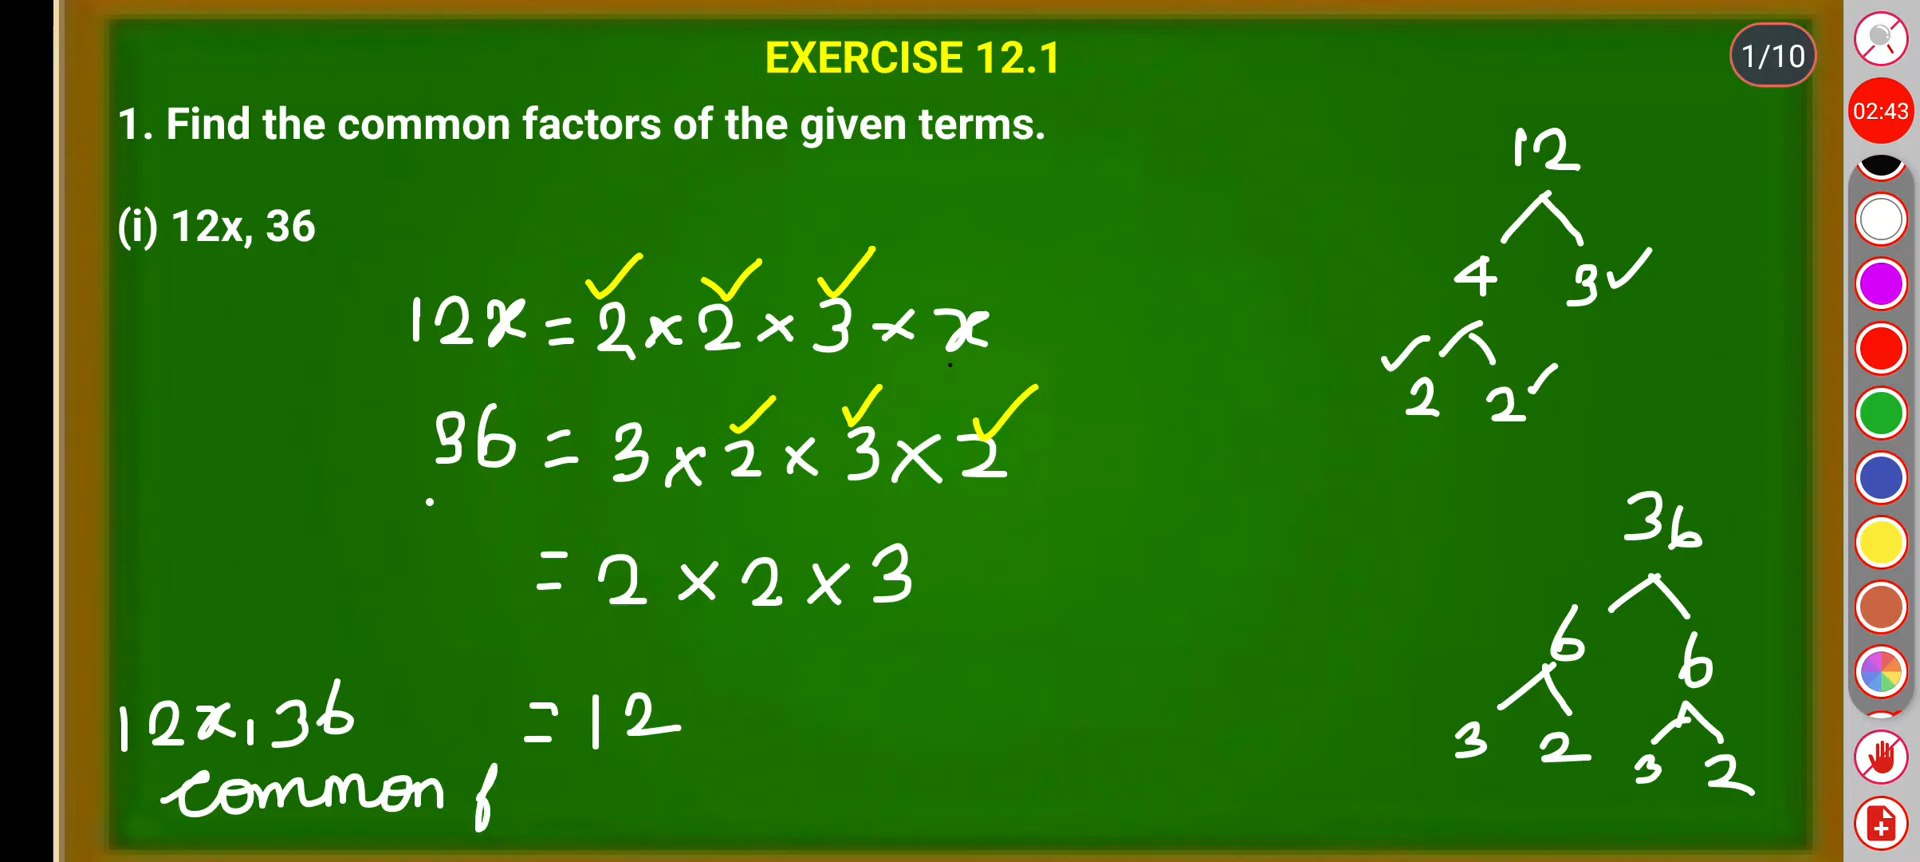 EXERCISE 12.1
1/10
02:43
1. Find the common factors of the given terms.
(i) 12x, 36
12x = 2 × 2 × 3 × x
36 = 3 × 2 × 3 × 2
= 2 × 2 × 3
12x, 36 = 12
common f
12
4 3
2 2
36
6 6
3 2 3 2